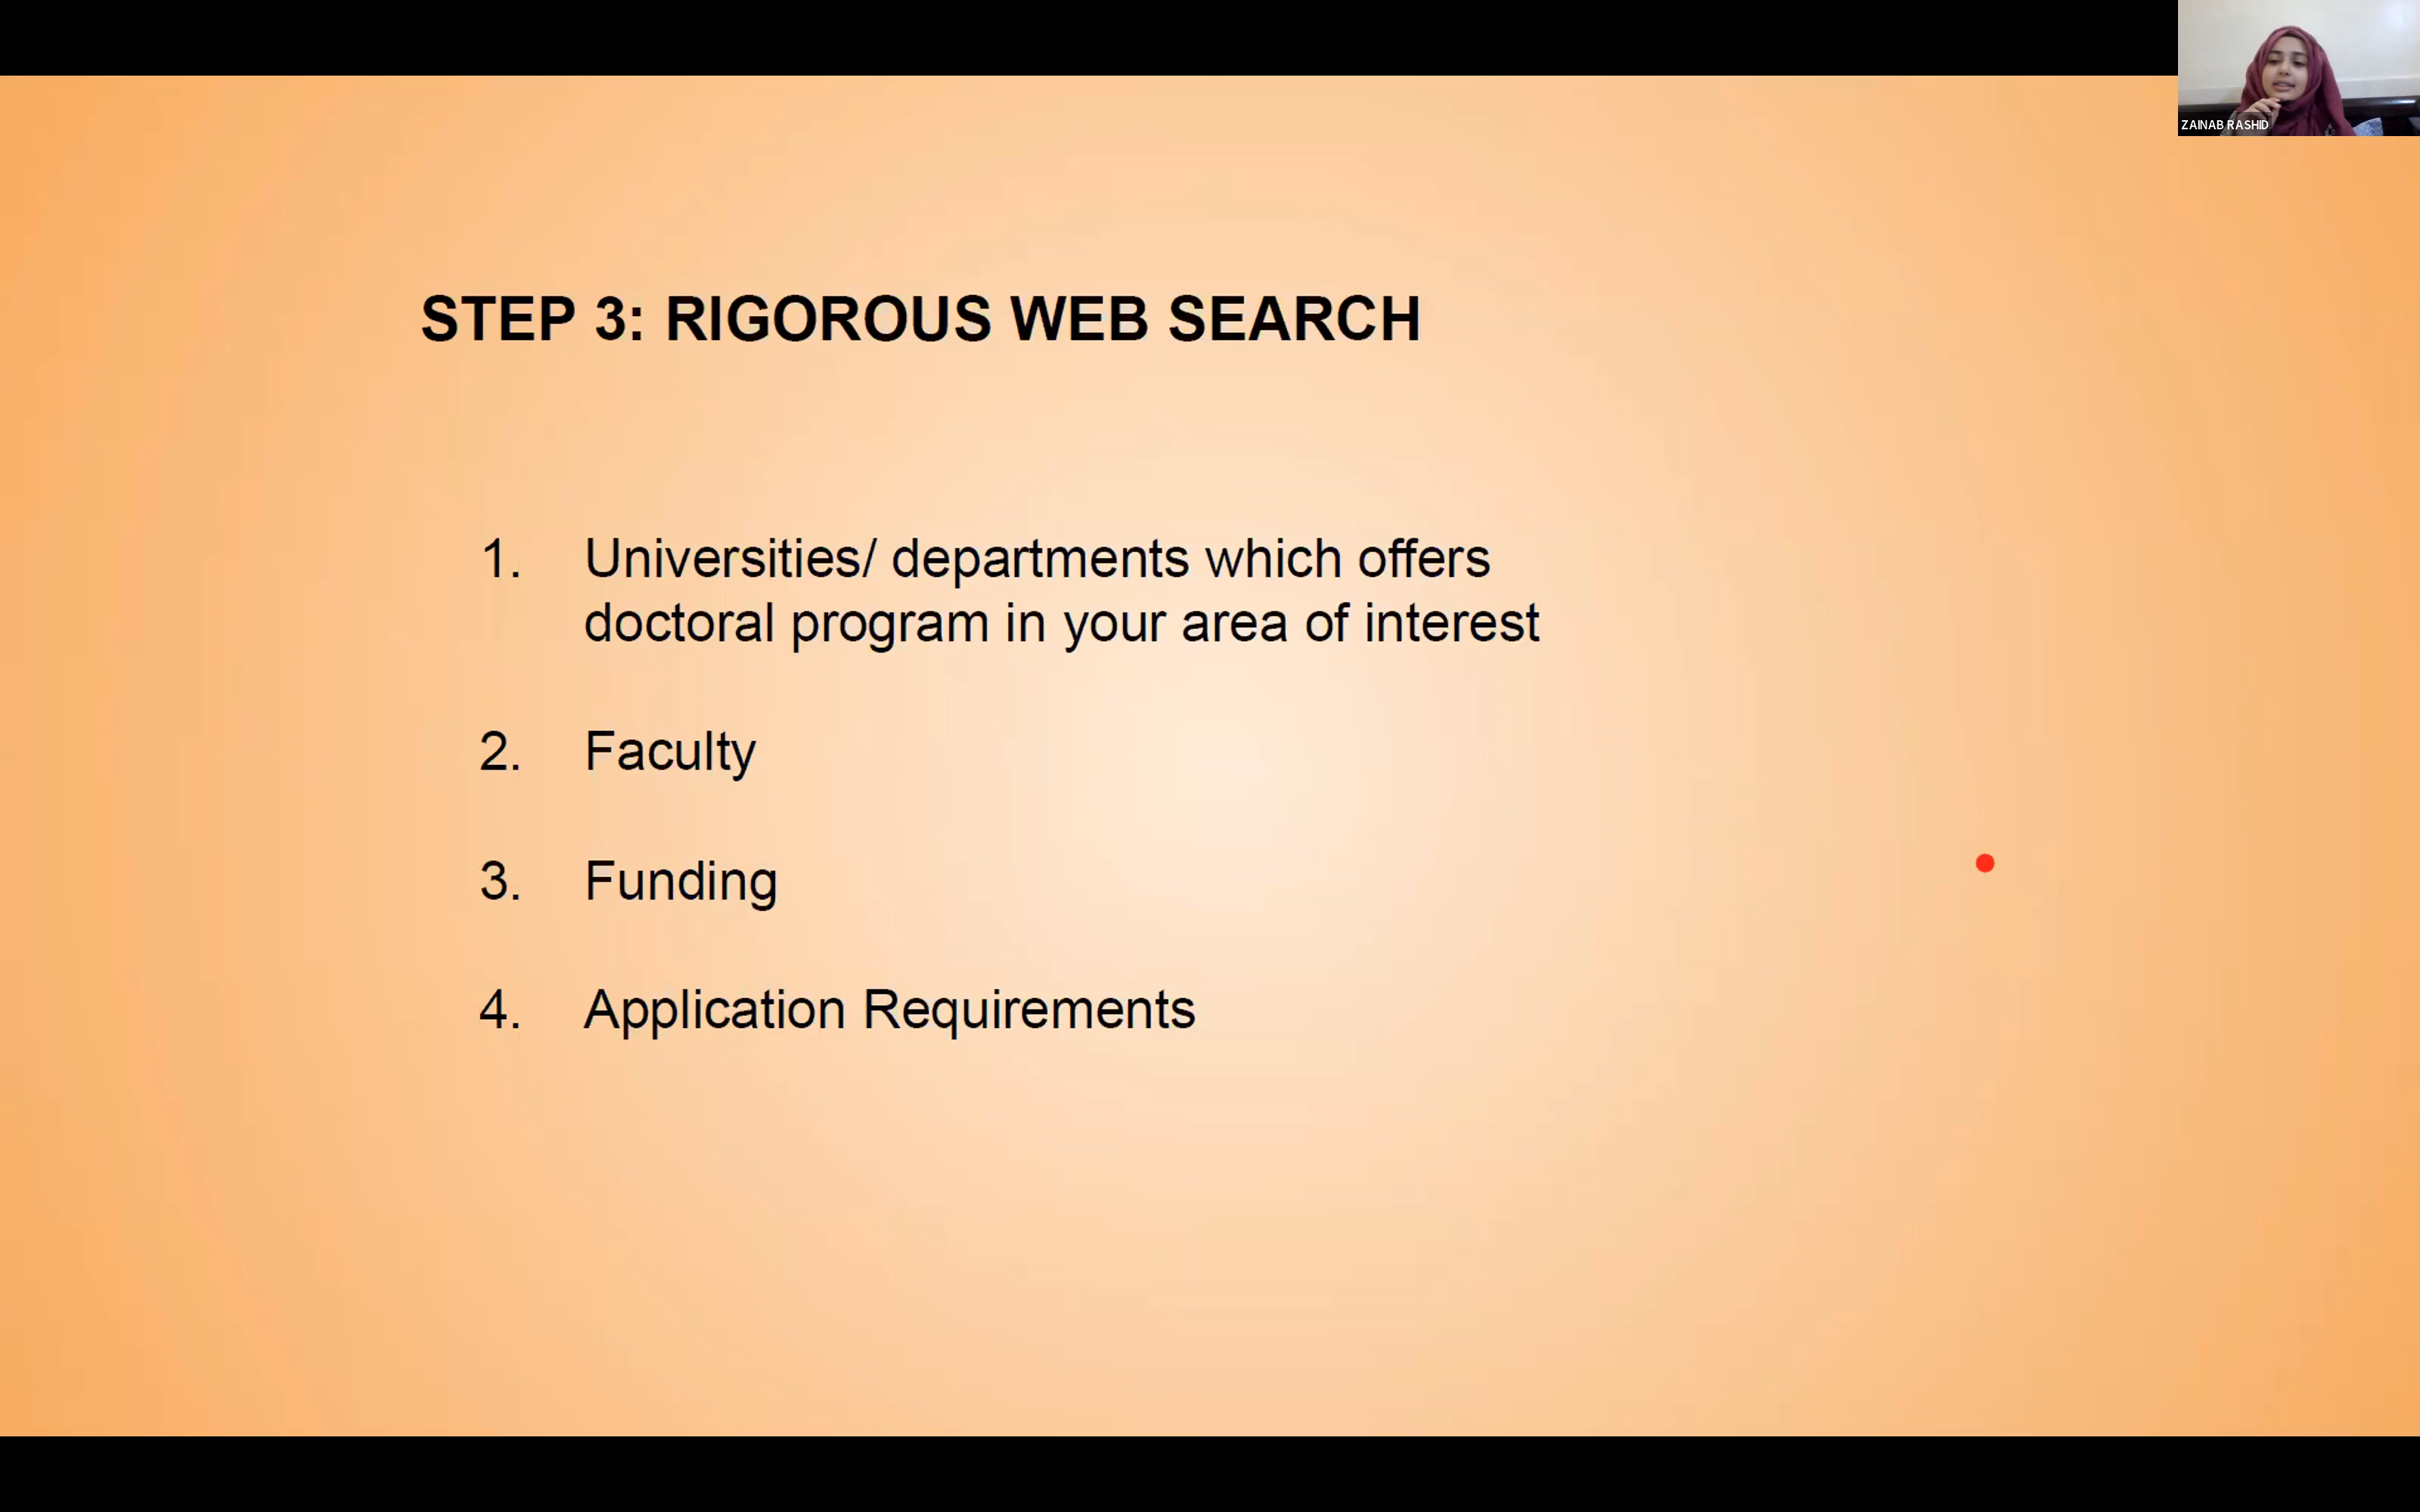 ZAINAB RASHID
STEP 3: RIGOROUS WEB SEARCH
1. Universities/ departments which offers
doctoral program in your area of interest
2. Faculty
3. Funding
4. Application Requirements